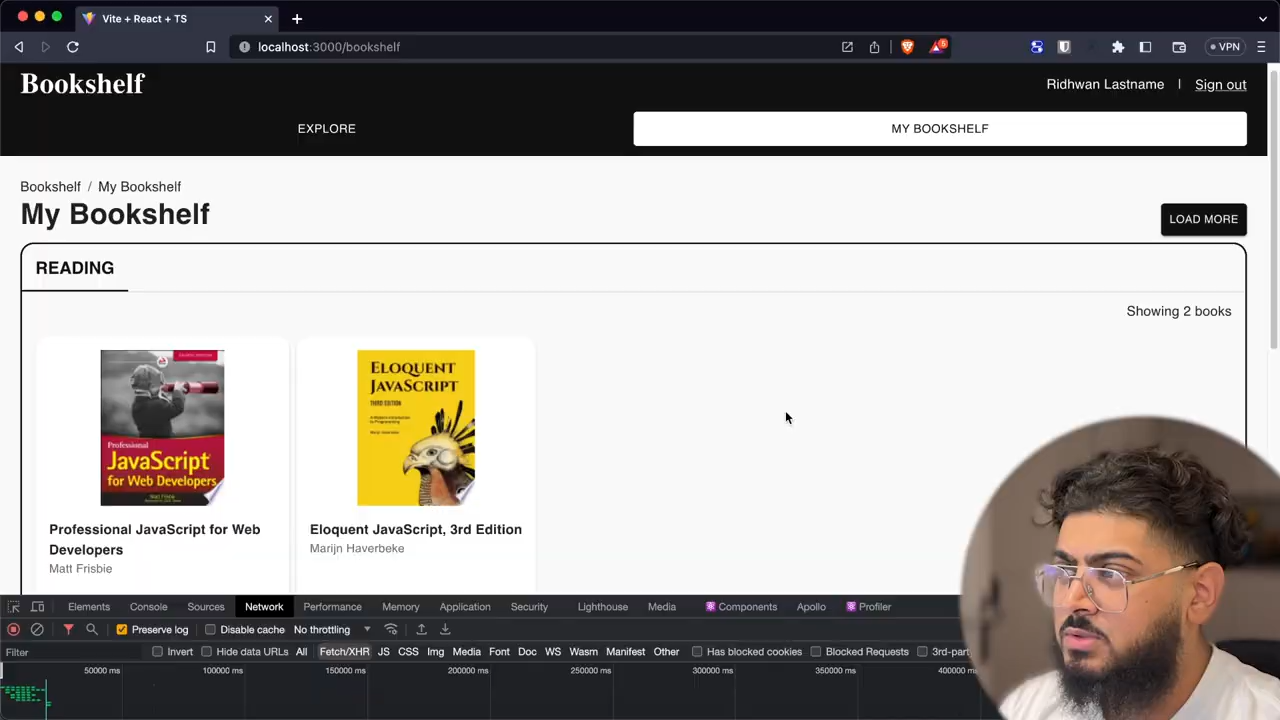 Vite + React + TS
localhost:3000/bookshelf
6
VPN
Bookshelf
Ridhwan Lastname | Sign out
EXPLORE
MY BOOKSHELF
Bookshelf / My Bookshelf
My Bookshelf
LOAD MORE
READING
Showing 2 books
Professional
JavaScript
for Web Developers
Matt Frisbie
ELOQUENT
JAVASCRIPT
THIRD EDITION
Marijn Haverbeke
Professional JavaScript for Web
Developers
Matt Frisbie
Eloquent JavaScript, 3rd Edition
Marijn Haverbeke
Elements Console Sources Network Performance Memory Application Security Lighthouse Media Components Apollo Profiler
Preserve log Disable cache No throttling
Filter Invert Hide data URLs All Fetch/XHR JS CSS Img Media Font Doc WS Wasm Manifest Other Has blocked cookies Blocked Requests 3rd-part
50000 ms 100000 ms 150000 ms 200000 ms 250000 ms 300000 ms 350000 ms 400000 ms